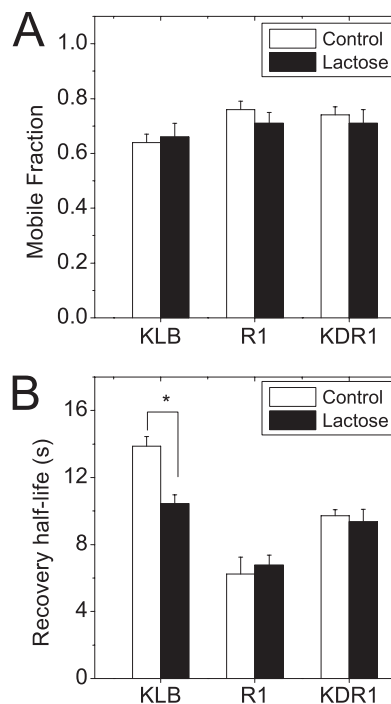 A
Control
Lactose
Mobile Fraction
1.0
0.8
0.6
0.4
0.2
0.0
KLB R1 KDR1
B
Control
Lactose
*
Recovery half-life (s)
16
12
8
4
0
KLB R1 KDR1